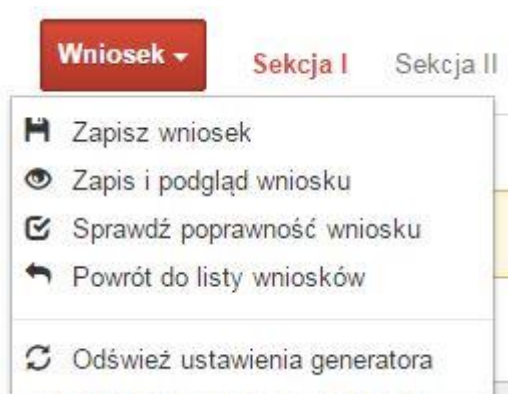 Wniosek Sekcja I Sekcja II
Zapisz wniosek
Zapis i podgląd wniosku
Sprawdź poprawność wniosku
Powrót do listy wniosków
Odśwież ustawienia generatora